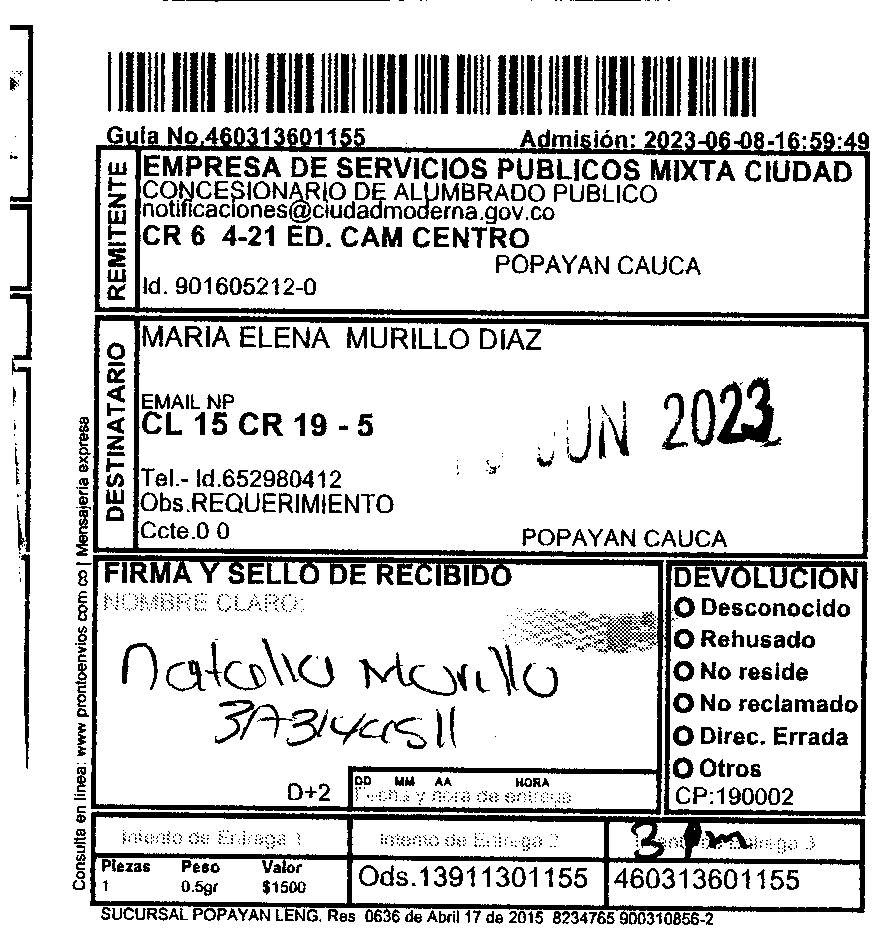 Guía No.460313601155 Admisión: 2023-06-08-16:59:49
REMITENTE
EMPRESA DE SERVICIOS PUBLICOS MIXTA CIUDAD
CONCESIONARIO DE ALUMBRADO PUBLICO
notificaciones@ciudadmoderna.gov.co
CR 6 4-21 ED. CAM CENTRO
POPAYAN CAUCA
Id. 901605212-0
DESTINATARIO
MARIA ELENA MURILLO DIAZ
EMAIL NP
CL 15 CR 19 - 5
JUN 2023
Tel.- Id.652980412
Obs.REQUERIMIENTO
Ccte.0 0
POPAYAN CAUCA
Consulta en línea: www prontoenvios com co | Mensajería expresa
FIRMA Y SELLO DE RECIBIDO
NOMBRE CLARO:
Natalia Murillo
D+2
DD MM AA HORA
Fecha y hora de entrega
DEVOLUCION
Desconocido
Rehusado
No reside
No reclamado
Direc. Errada
Otros
CP:190002
Intento de Entrega 1 Intento de Entrega 2 Intento de Entrega 3
3 pm
Piezas Peso Valor
1 0.5gr $1500
Ods.13911301155 460313601155
SUCURSAL POPAYAN LENG. Res 0636 de Abril 17 de 2015 8234765 900310856-2